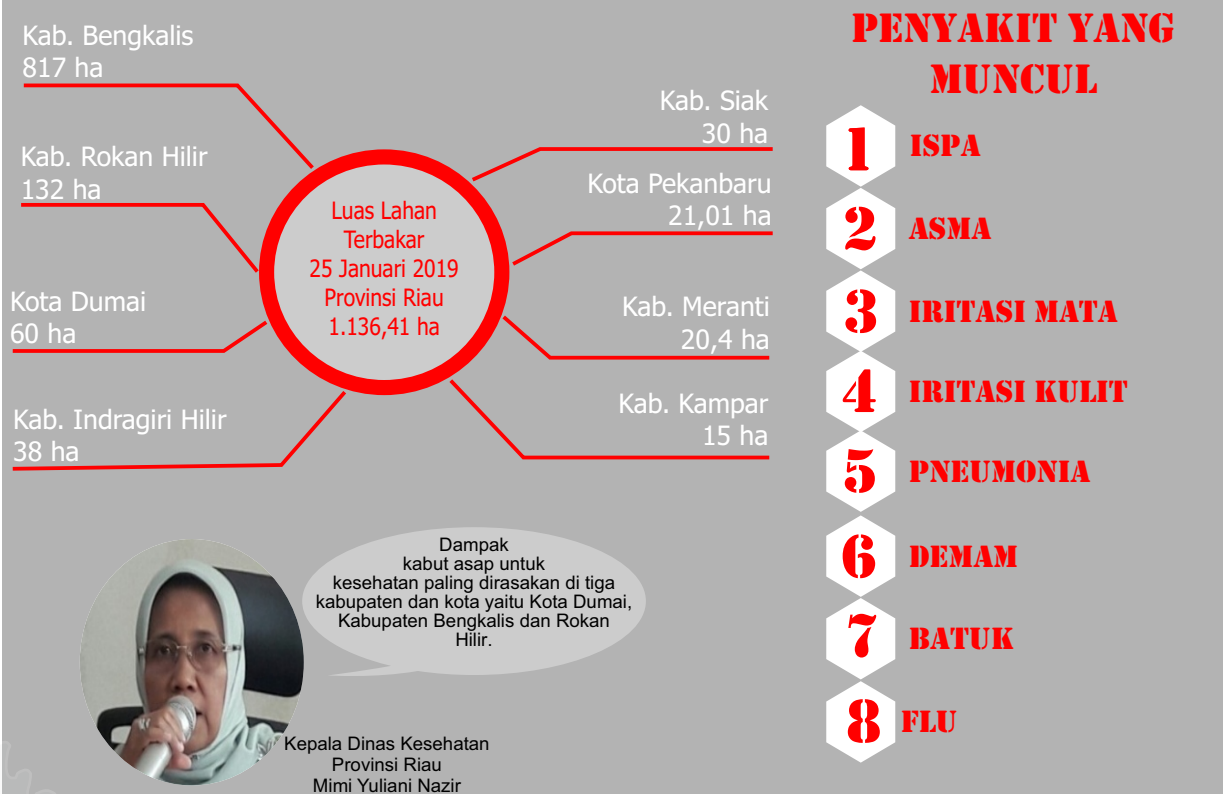 Kab. Bengkalis
817 ha
Kab. Rokan Hilir
132 ha
Kota Dumai
60 ha
Kab. Indragiri Hilir
38 ha
Luas Lahan
Terbakar
25 Januari 2019
Provinsi Riau
1.136,41 ha
Kab. Siak
30 ha
Kota Pekanbaru
21,01 ha
Kab. Meranti
20,4 ha
Kab. Kampar
15 ha
Dampak
kabut asap untuk
kesehatan paling dirasakan di tiga
kabupaten dan kota yaitu Kota Dumai,
Kabupaten Bengkalis dan Rokan
Hilir.
Kepala Dinas Kesehatan
Provinsi Riau
Mimi Yuliani Nazir
PENYAKIT YANG
MUNCUL
1 ISPA
2 ASMA
3 IRITASI MATA
4 IRITASI KULIT
5 PNEUMONIA
6 DEMAM
7 BATUK
8 FLU